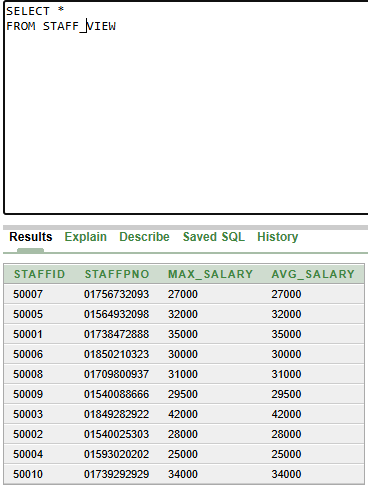 SELECT *
FROM STAFF_VIEW
Results Explain Describe Saved SQL History
STAFFID STAFFPNO MAX_SALARY AVG_SALARY
50007 01756732093 27000 27000
50005 01564932098 32000 32000
50001 01738472888 35000 35000
50006 01850210323 30000 30000
50008 01709800937 31000 31000
50009 01540088666 29500 29500
50003 01849282922 42000 42000
50002 01540025303 28000 28000
50004 01593020202 25000 25000
50010 01739292929 34000 34000